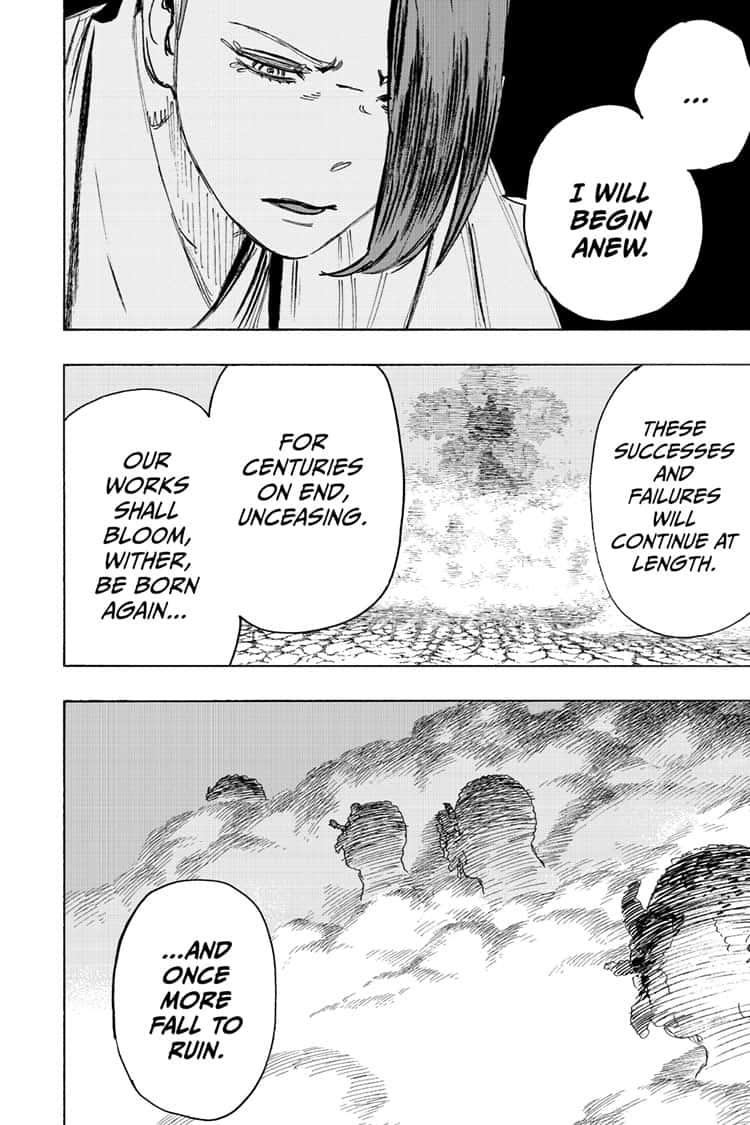 ...
I WILL
BEGIN
ANEW.
THESE
SUCCESSES
AND
FAILURES
WILL
CONTINUE AT
LENGTH.
FOR
CENTURIES
ON END,
UNCEASING.
OUR
WORKS
SHALL
BLOOM,
WITHER,
BE BORN
AGAIN...
...AND
ONCE
MORE
FALL TO
RUIN.